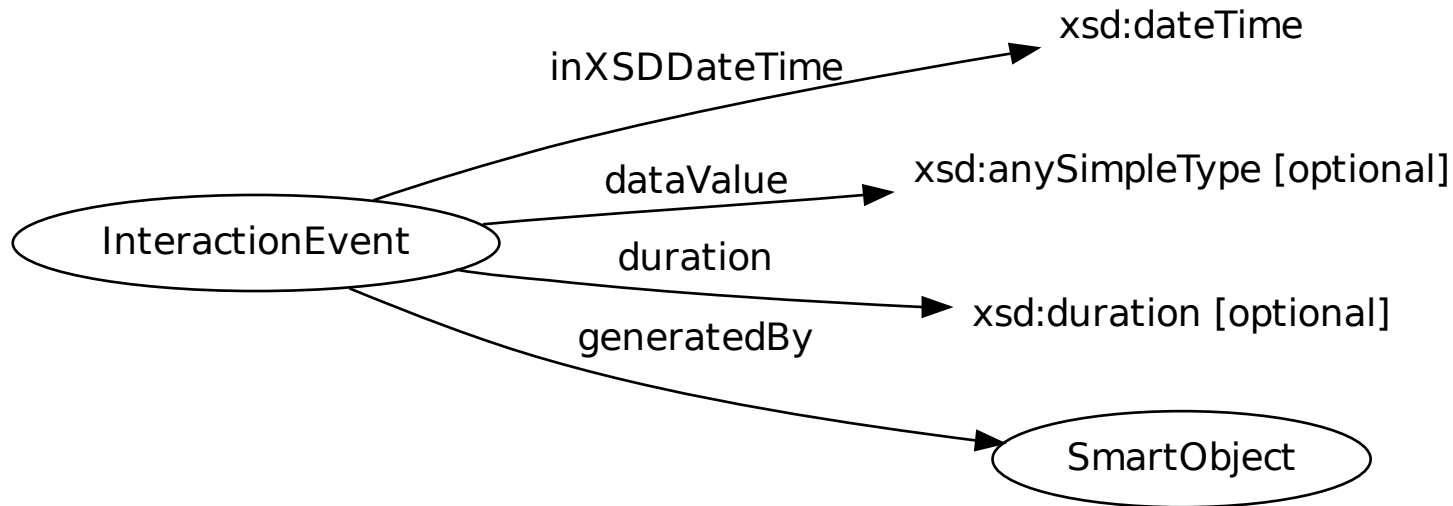 xsd:dateTime
inXSDDateTime
xsd:anySimpleType [optional]
dataValue
InteractionEvent
duration
xsd:duration [optional]
generatedBy
SmartObject